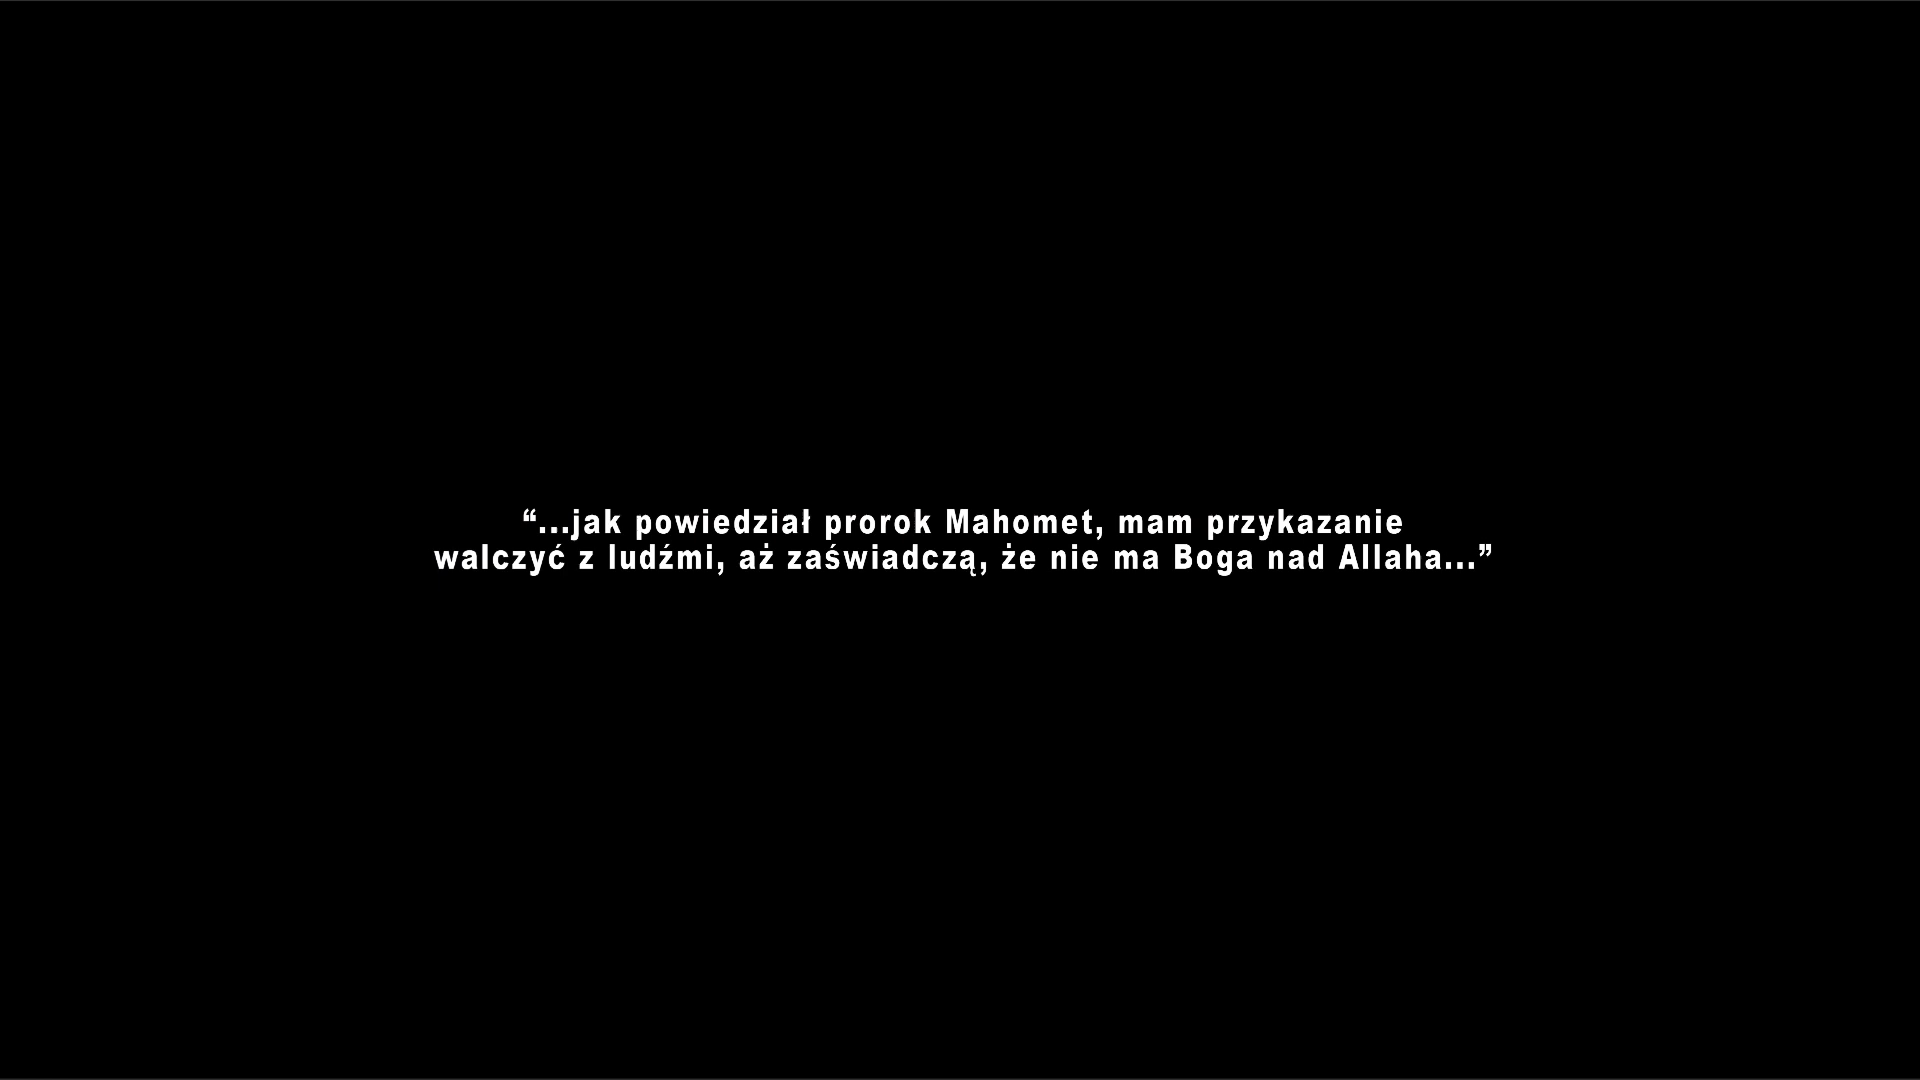 “...jak powiedział prorok Mahomet, mam przykazanie
walczyć z ludźmi, aż zaświadczą, że nie ma Boga nad Allaha...”